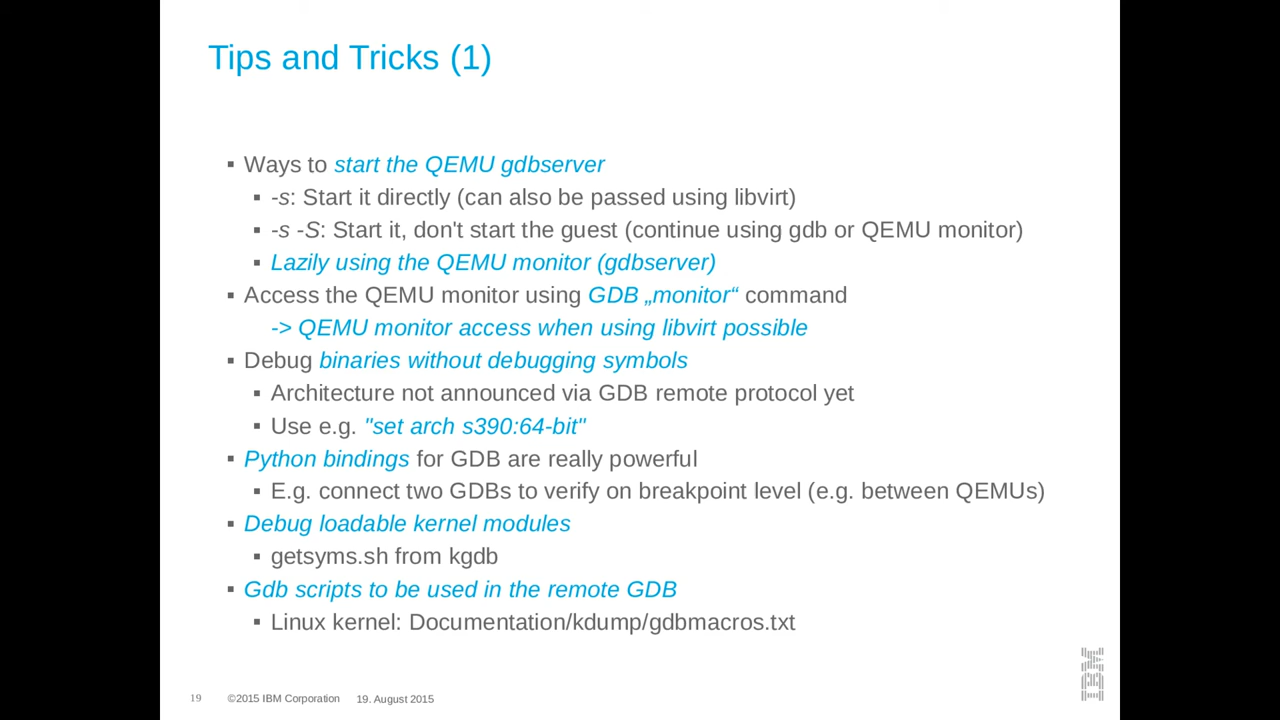 Tips and Tricks (1)
▪ Ways to start the QEMU gdbserver
▪ -s: Start it directly (can also be passed using libvirt)
▪ -s -S: Start it, don't start the guest (continue using gdb or QEMU monitor)
▪ Lazily using the QEMU monitor (gdbserver)
▪ Access the QEMU monitor using GDB „monitor“ command
-> QEMU monitor access when using libvirt possible
▪ Debug binaries without debugging symbols
▪ Architecture not announced via GDB remote protocol yet
▪ Use e.g. "set arch s390:64-bit"
▪ Python bindings for GDB are really powerful
▪ E.g. connect two GDBs to verify on breakpoint level (e.g. between QEMUs)
▪ Debug loadable kernel modules
▪ getsyms.sh from kgdb
▪ Gdb scripts to be used in the remote GDB
▪ Linux kernel: Documentation/kdump/gdbmacros.txt
19 ©2015 IBM Corporation 19. August 2015
IBM